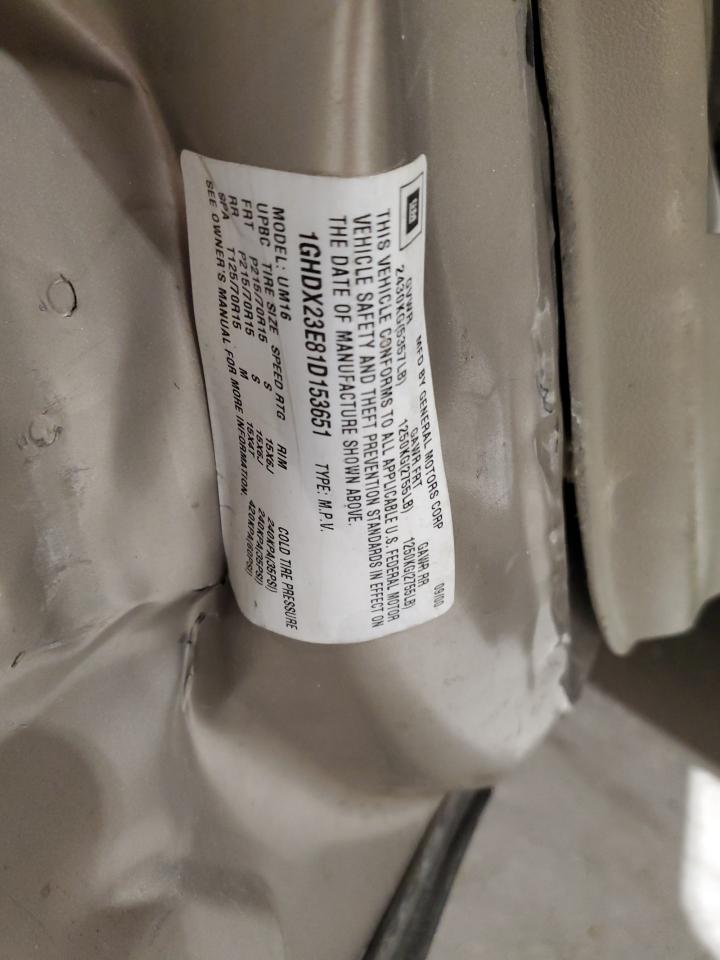 GM
MFD BY GENERAL MOTORS CORP 09/00
GVWR GAWR FRT GAWR RR
2430KG(5357LB) 1250KG(2755LB) 1250KG(2755LB)
THIS VEHICLE CONFORMS TO ALL APPLICABLE U.S. FEDERAL MOTOR
VEHICLE SAFETY AND THEFT PREVENTION STANDARDS IN EFFECT ON
THE DATE OF MANUFACTURE SHOWN ABOVE.
1GHDX23E81D153651 TYPE: M.P.V.
MODEL: UM16
UPBC TIRE SIZE SPEED RTG RIM COLD TIRE PRESSURE
FRT P215/70R15 S 15X6J 240KPA(35PSI)
RR P215/70R15 S 15X6J 240KPA(35PSI)
SPA T125/70R15 M 15X4T 420KPA(60PSI)
SEE OWNER'S MANUAL FOR MORE INFORMATION.